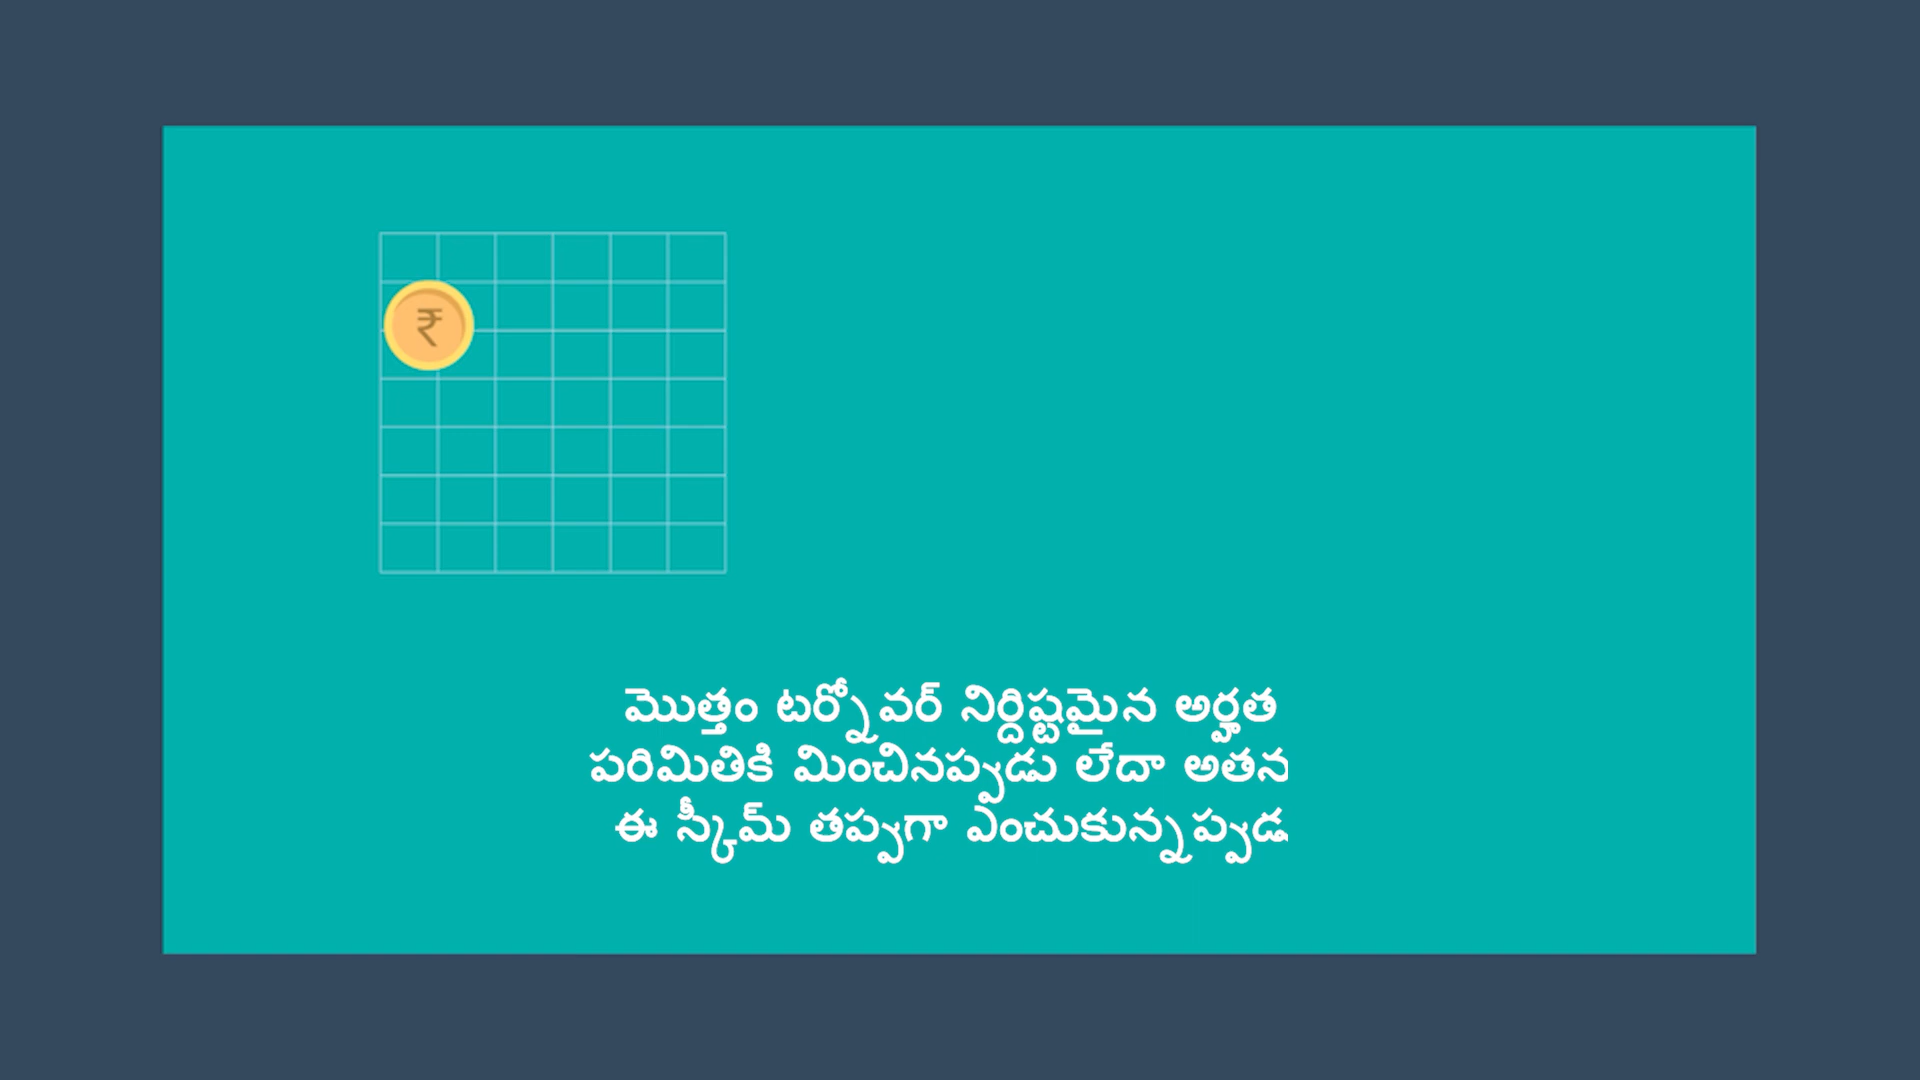 ₹
మొత్తం టర్నోవర్ నిర్దిష్టమైన అర్హత
పరిమితికి మించినప్పుడు లేదా అతన
ఈ స్కీమ్ తప్పుగా ఎంచుకున్నప్పుడ